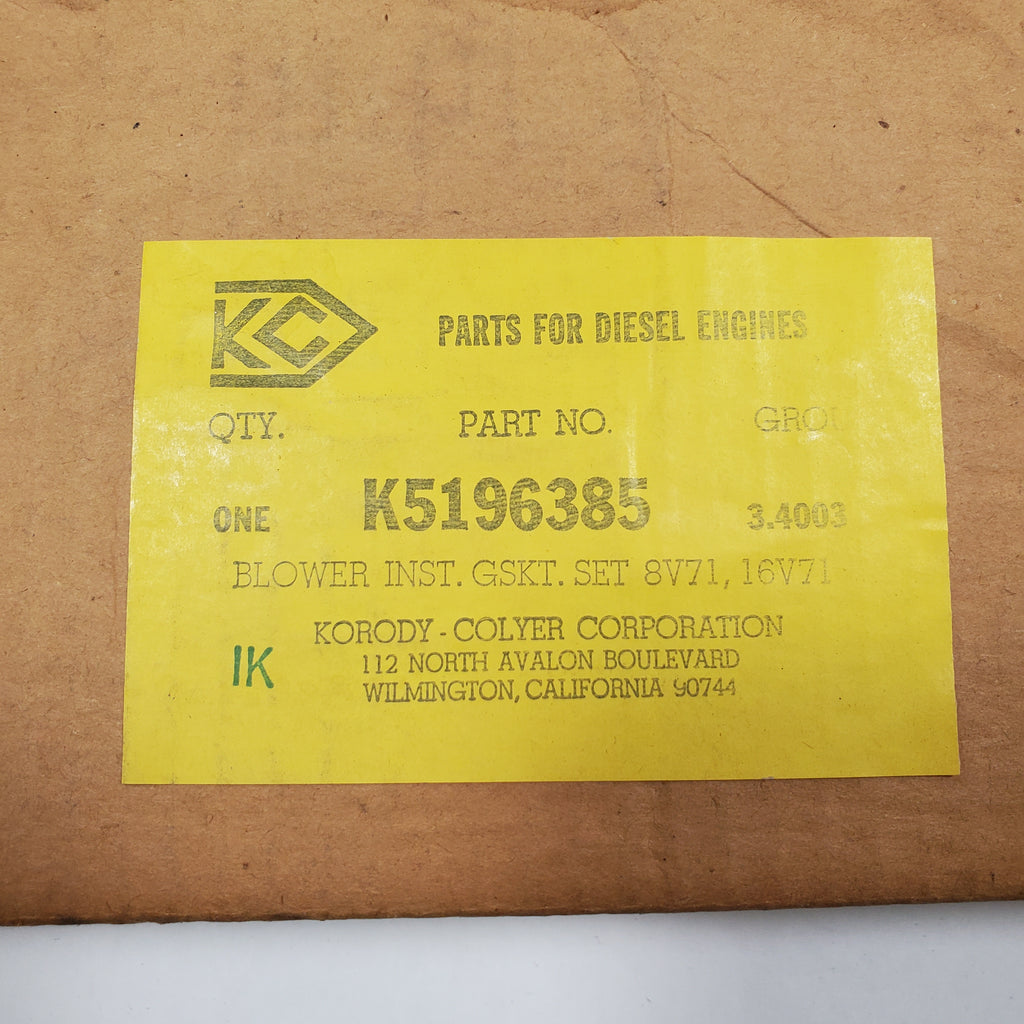 KC
PARTS FOR DIESEL ENGINES
QTY. PART NO.
ONE K5196385 3.4003
BLOWER INST. GSKT. SET 8V71, 16V71
KORODY-COLYER CORPORATION
112 NORTH AVALON BOULEVARD
WILMINGTON, CALIFORNIA 90744
IK